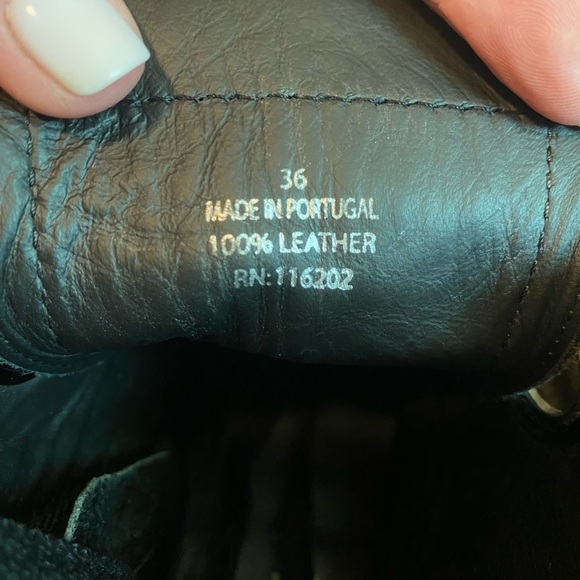 36
MADE IN PORTUGAL
100% LEATHER
RN: 116202